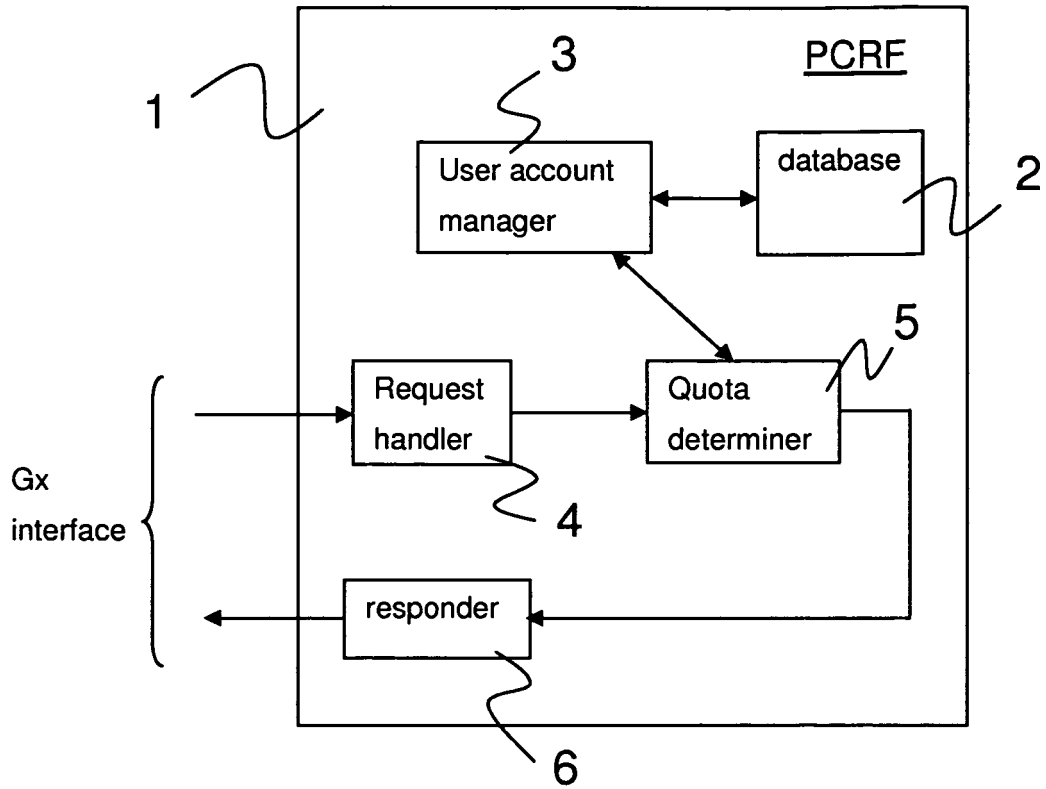 PCRF
1
3
User account
manager
database
2
5
Request
handler
Quota
determiner
4
Gx
interface
responder
6